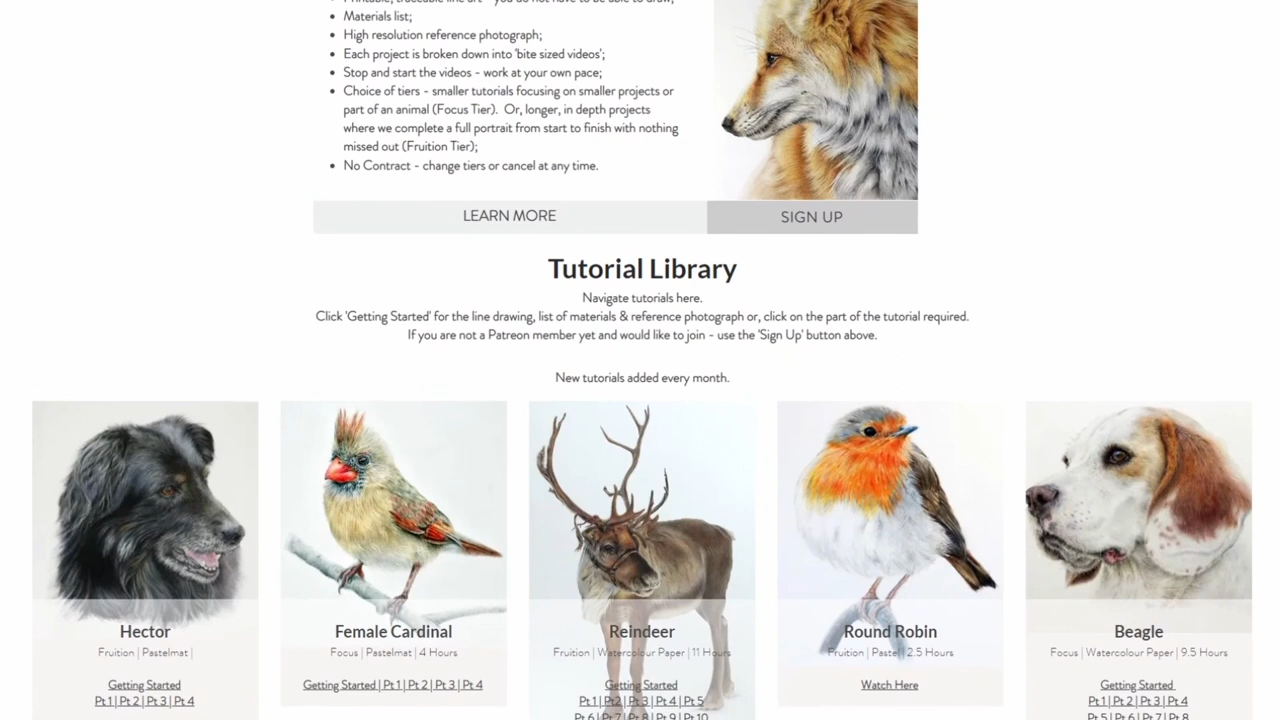 Printable, traceable line art - you do not have to be able to draw;
Materials list;
High resolution reference photograph;
Each project is broken down into 'bite sized videos';
Stop and start the videos - work at your own pace;
Choice of tiers - smaller tutorials focusing on smaller projects or
part of an animal (Focus Tier). Or, longer, in depth projects
where we complete a full portrait from start to finish with nothing
missed out (Fruition Tier);
No Contract - change tiers or cancel at any time.
LEARN MORE
SIGN UP
Tutorial Library
Navigate tutorials here.
Click 'Getting Started' for the line drawing, list of materials & reference photograph or, click on the part of the tutorial required.
If you are not a Patreon member yet and would like to join - use the 'Sign Up' button above.
New tutorials added every month.
Hector
Fruition | Pastelmat |
Getting Started
Pt 1 | Pt 2 | Pt 3 | Pt 4
Female Cardinal
Focus | Pastelmat | 4 Hours
Getting Started | Pt 1 | Pt 2 | Pt 3 | Pt 4
Reindeer
Fruition | Watercolour Paper | 11 Hours
Getting Started
Pt 1 | Pt2 | Pt 3 | Pt 4 | Pt 5
Pt 6 | Pt 7 | Pt 8 | Pt 9 | Pt 10
Round Robin
Fruition | Pastel | 2.5 Hours
Watch Here
Beagle
Focus | Watercolour Paper | 9.5 Hours
Getting Started
Pt 1 | Pt 2 | Pt 3 | Pt 4
Pt 5 | Pt 6 | Pt 7 | Pt 8